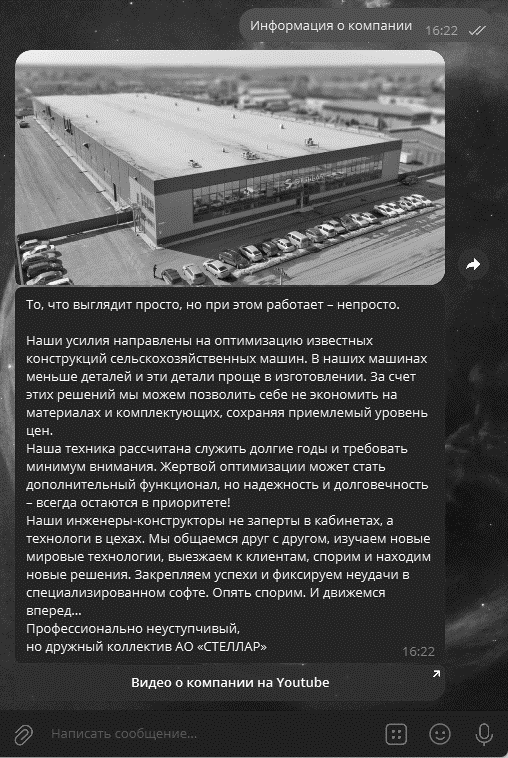 Информация о компании
16:22
То, что выглядит просто, но при этом работает – непросто.
Наши усилия направлены на оптимизацию известных
конструкций сельскохозяйственных машин. В наших машинах
меньше деталей и эти детали проще в изготовлении. За счет
этих решений мы можем позволить себе не экономить на
материалах и комплектующих, сохраняя приемлемый уровень
цен.
Наша техника рассчитана служить долгие годы и требовать
минимум внимания. Жертвой оптимизации может стать
дополнительный функционал, но надежность и долговечность
– всегда остаются в приоритете!
Наши инженеры-конструкторы не заперты в кабинетах, а
технологи в цехах. Мы общаемся друг с другом, изучаем новые
мировые технологии, выезжаем к клиентам, спорим и находим
новые решения. Закрепляем успехи и фиксируем неудачи в
специализированном софте. Опять спорим. И движемся
вперед...
Профессионально неуступчивый,
но дружный коллектив АО «СТЕЛЛАР»
16:22
Видео о компании на Youtube
Написать сообщение...